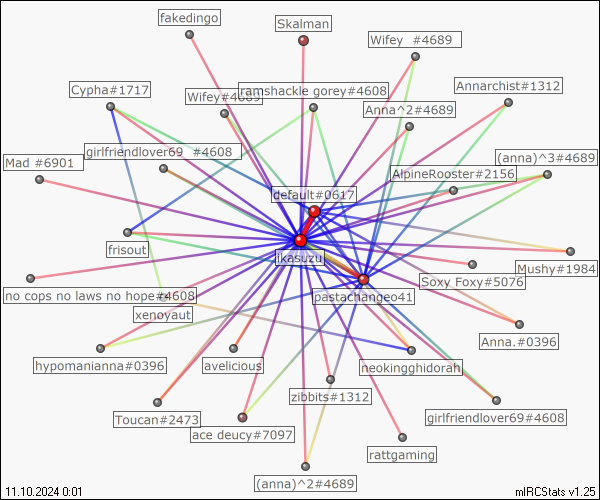 fakedingo
Skalman
Wifey #4689
Cypha#1717
Wifey#4689
ramshackle gorey#4608
Annarchist#1312
Anna^2#4689
girlfriendlover69 #4608
(anna)^3#4689
Mad #6901
AlpineRooster#2156
default#0617
frisout
ikasuzu
Mushy#1984
Soxy Foxy#5076
no cops no laws no hope#4608
pastachangeo41
xenoyaut
Anna.#0396
hypomanianna#0396
avelicious
neokingghidorah
zibbits#1312
Toucan#2473
girlfriendlover69#4608
ace deucy#7097
rattgaming
(anna)^2#4689
11.10.2024 0:01
mIRCStats v1.25